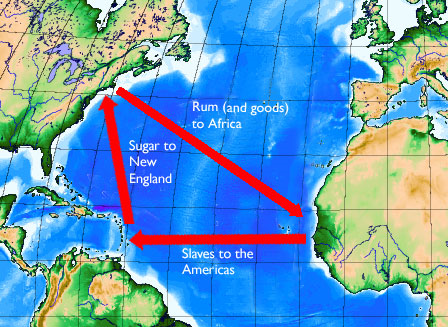 Rum (and goods)
to Africa
Sugar to
New
England
Slaves to the
Americas